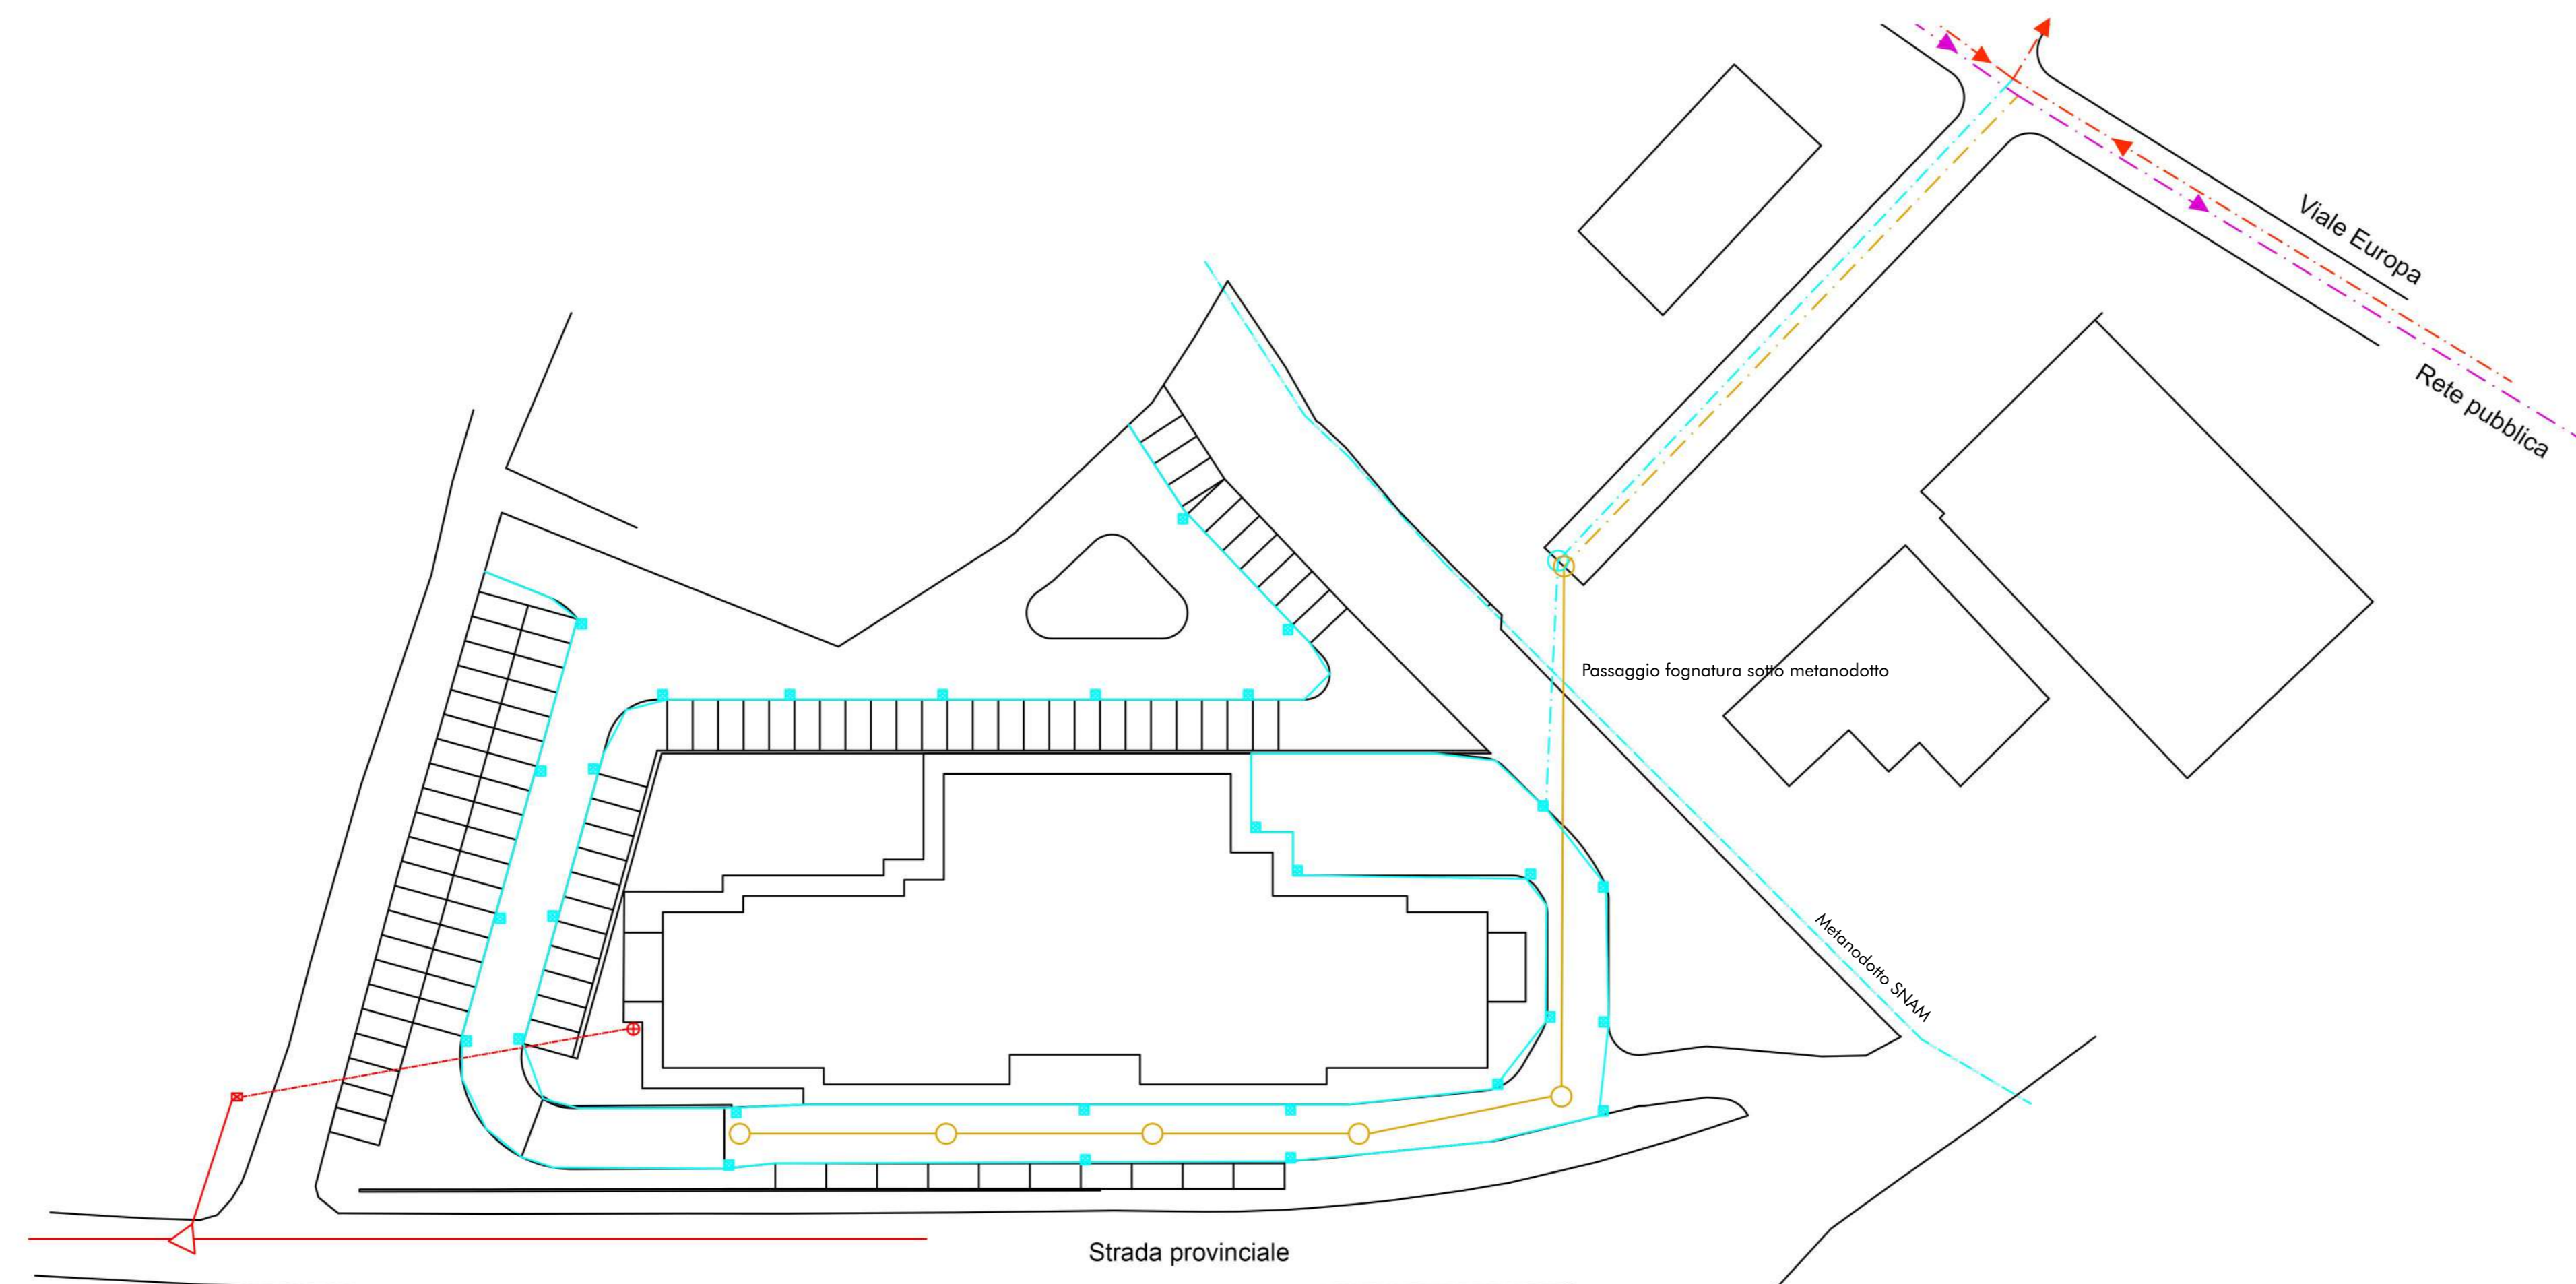 Viale Europa
Rete pubblica
Passaggio fognatura sotto metanodotto
Metanodotto SNAM
Strada provinciale